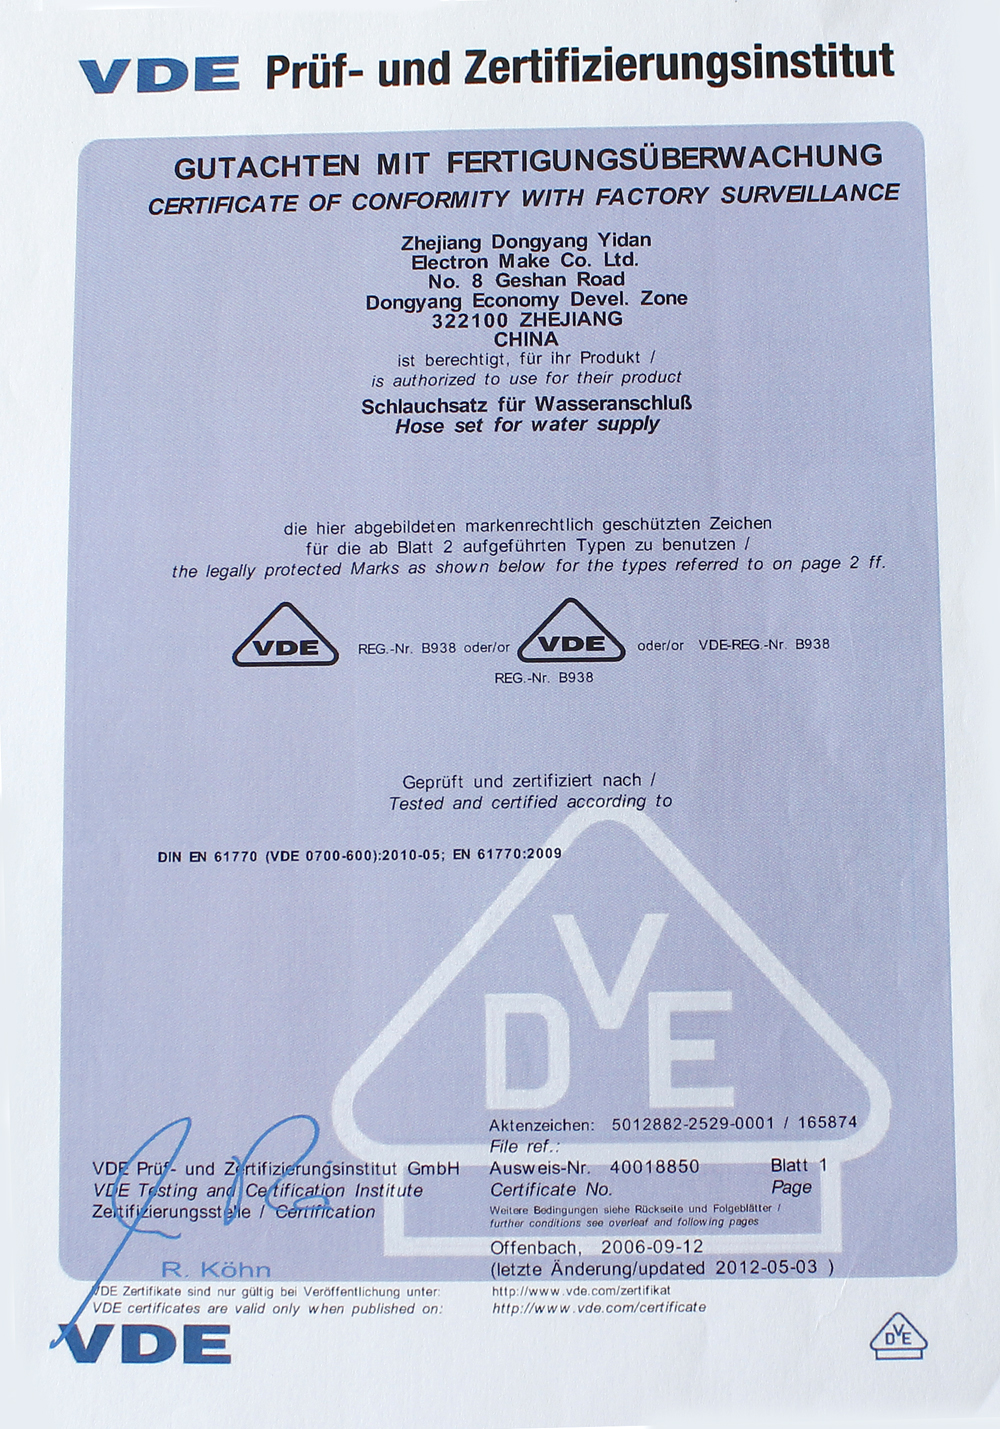 VDE Prüf- und Zertifizierungsinstitut
GUTACHTEN MIT FERTIGUNGSÜBERWACHUNG
CERTIFICATE OF CONFORMITY WITH FACTORY SURVEILLANCE
Zhejiang Dongyang Yidan
Electron Make Co. Ltd.
No. 8 Geshan Road
Dongyang Economy Devel. Zone
322100 ZHEJIANG
CHINA
ist berechtigt, für ihr Produkt /
is authorized to use for their product
Schlauchsatz für Wasseranschluß
Hose set for water supply
die hier abgebildeten markenrechtlich geschützten Zeichen
für die ab Blatt 2 aufgeführten Typen zu benutzen /
the legally protected Marks as shown below for the types referred to on page 2 ff.
VDE REG.-Nr. B938 oder/or VDE oder/or VDE-REG.-Nr. B938
REG.-Nr. B938
Geprüft und zertifiziert nach /
Tested and certified according to
DIN EN 61770 (VDE 0700-600):2010-05; EN 61770:2009
DVE
Aktenzeichen: 5012882-2529-0001 / 165874
File ref.:
VDE Prüf- und Zertifizierungsinstitut GmbH Ausweis-Nr. 40018850 Blatt 1
VDE Testing and Certification Institute Certificate No. Page
Zertifizierungsstelle / Certification Weitere Bedingungen siehe Rückseite und Folgeblätter /
further conditions see overleaf and following pages
Offenbach, 2006-09-12
R. Köhn (letzte Änderung/updated 2012-05-03 )
VDE Zertifikate sind nur gültig bei Veröffentlichung unter: http://www.vde.com/zertifikat
VDE certificates are valid only when published on: http://www.vde.com/certificate
VDE DVE